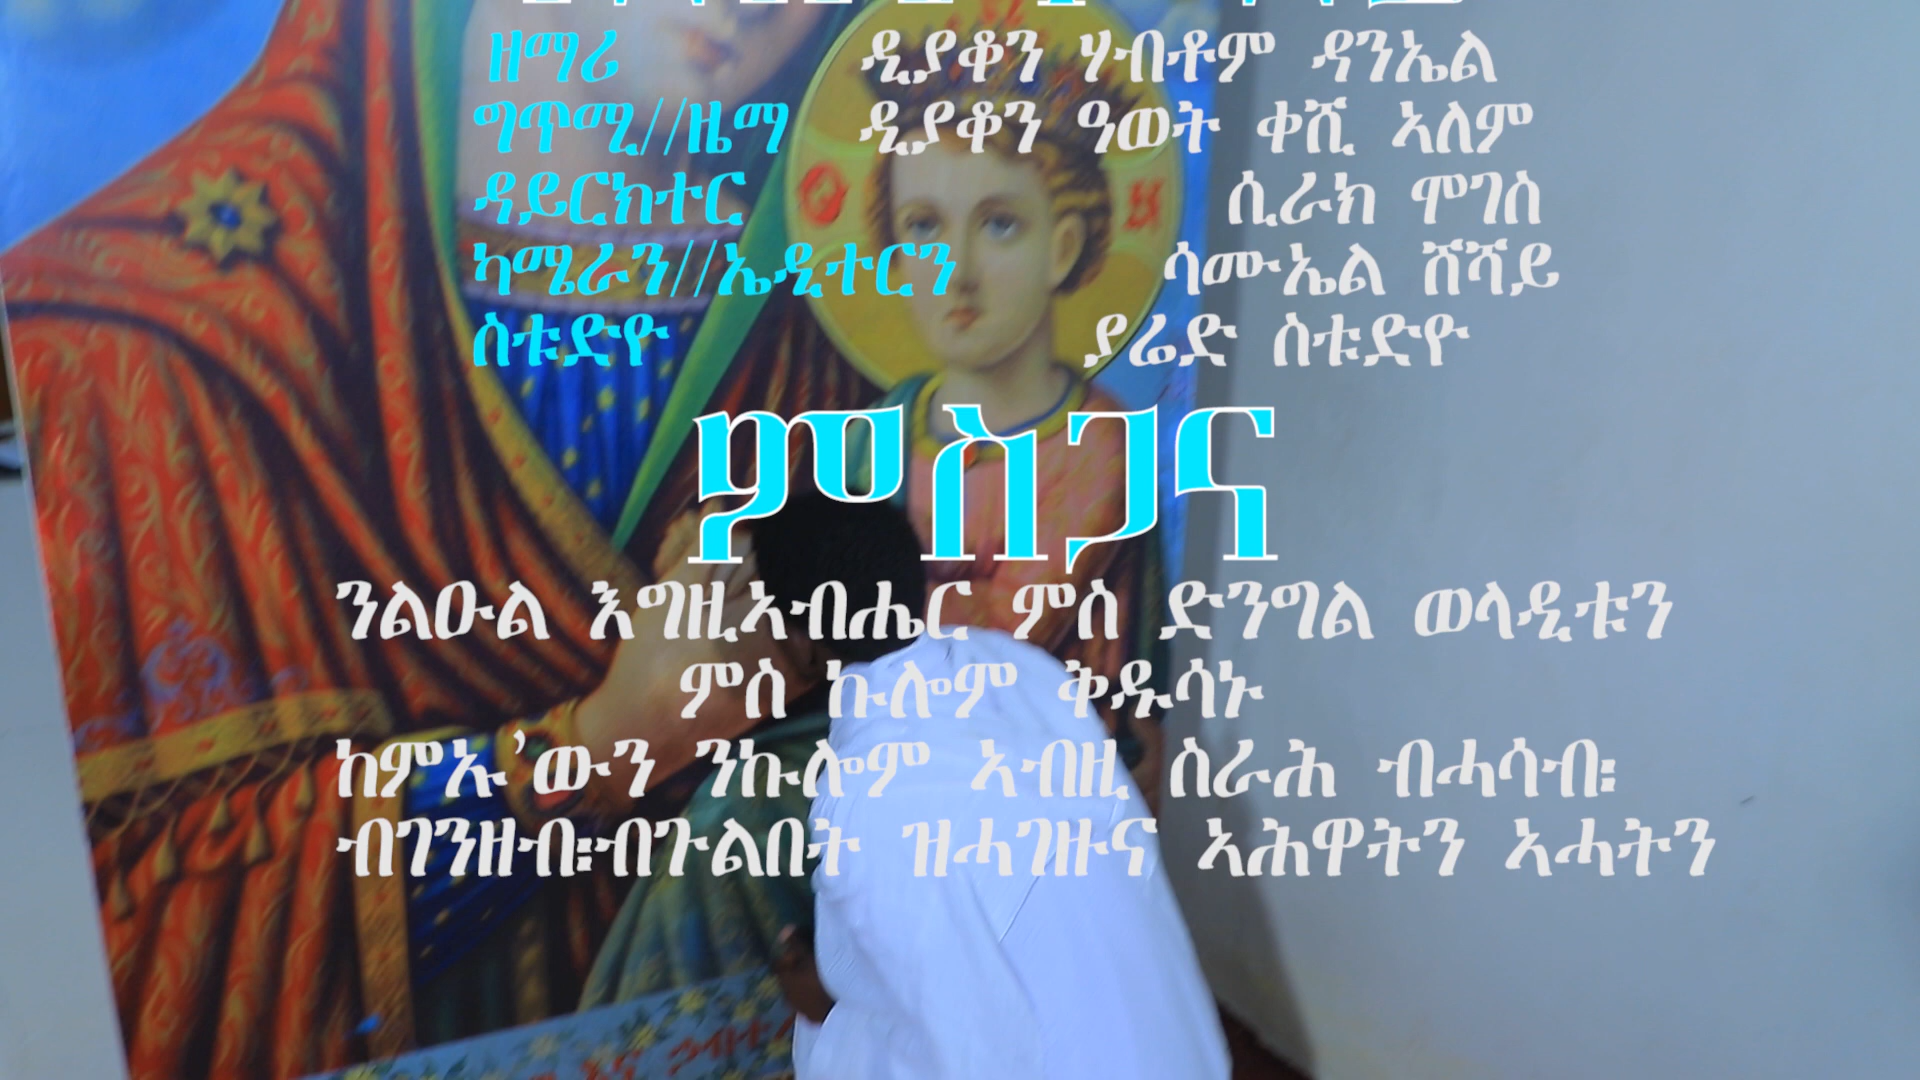 ዘማሪ ዲያቆን ሃብቶም ዳንኤል
ግጥሚ//ዜማ ዲያቆን ዓወት ቀሺ ኣለም
ዳይርክተር ሲራክ ሞገስ
ካሜራን//ኤዲተርን ሳሙኤል ሸሻይ
ስቱድዮ ያሬድ ስቱድዮ
ምስጋና
ንልዑል እግዚኣብሔር ምስ ድንግል ወላዲቱን
ምስ ኩሎም ቅዱሳኑ
ከምኡ'ውን ንኩሎም ኣብዚ ስራሕ ብሓሳብ፡
ብገንዘብ፡ብጉልበት ዝሓገዙና ኣሕዋትን ኣሓትን